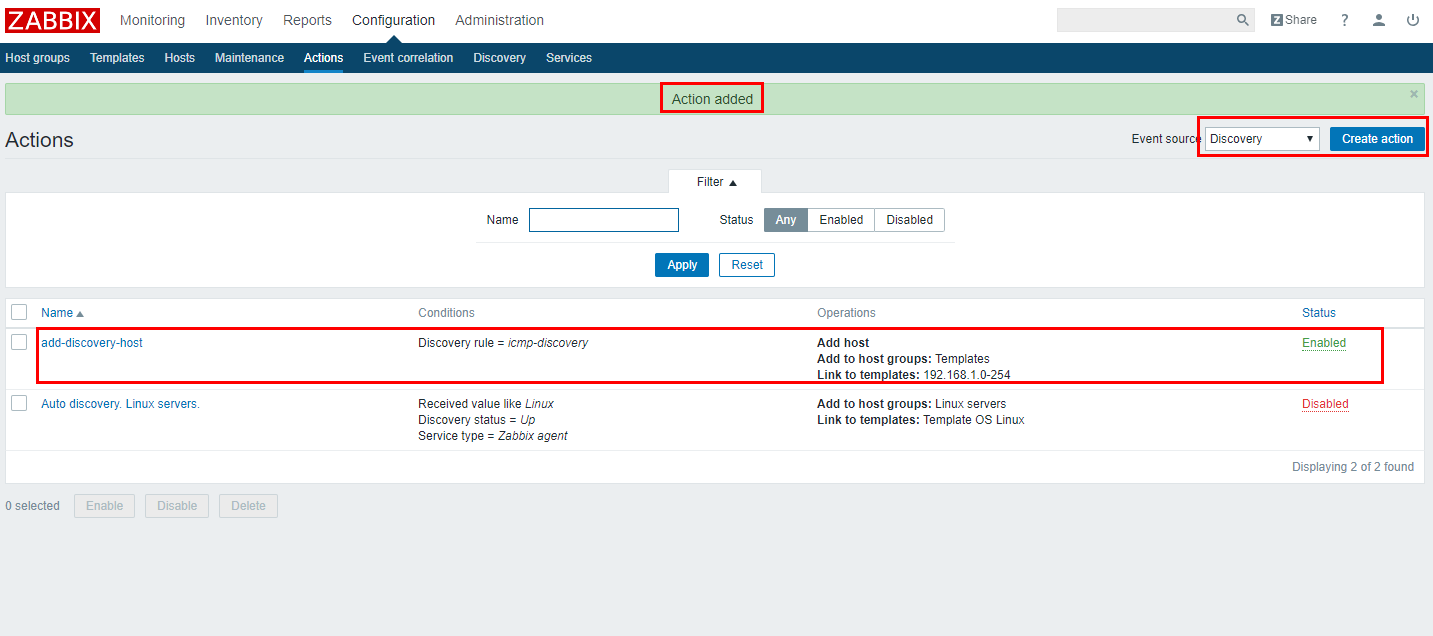 ZABBIX Monitoring Inventory Reports Configuration Administration Z Share ?
Host groups Templates Hosts Maintenance Actions Event correlation Discovery Services
Action added ×
Actions Event source Discovery ▼ Create action
Filter ▲
Name Status Any Enabled Disabled
Apply Reset
Name ▲ Conditions Operations Status
add-discovery-host Discovery rule = icmp-discovery Add host Enabled
Add to host groups: Templates
Link to templates: 192.168.1.0-254
Auto discovery. Linux servers. Received value like Linux Add to host groups: Linux servers Disabled
Discovery status = Up Link to templates: Template OS Linux
Service type = Zabbix agent
Displaying 2 of 2 found
0 selected Enable Disable Delete